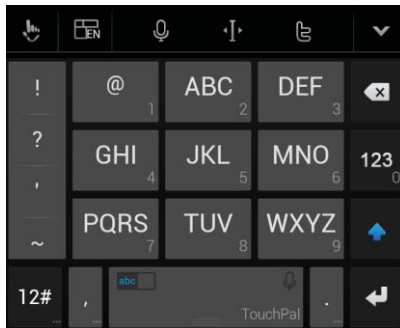 EN
! @ 1 ABC 2 DEF 3
? GHI 4 JKL 5 MNO 6 123 0
'
~ PQRS 7 TUV 8 WXYZ 9
12# , abc TouchPal .